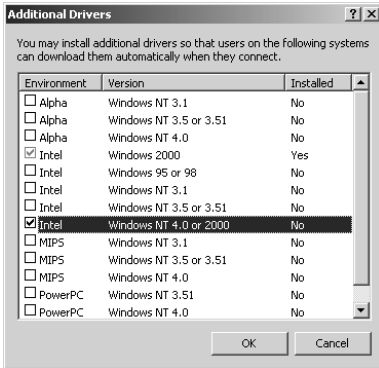 Additional Drivers
You may install additional drivers so that users on the following systems
can download them automatically when they connect.
Environment Version Installed
Alpha Windows NT 3.1 No
Alpha Windows NT 3.5 or 3.51 No
Alpha Windows NT 4.0 No
Intel Windows 2000 Yes
Intel Windows 95 or 98 No
Intel Windows NT 3.1 No
Intel Windows NT 3.5 or 3.51 No
Intel Windows NT 4.0 or 2000 No
MIPS Windows NT 3.1 No
MIPS Windows NT 3.5 or 3.51 No
MIPS Windows NT 4.0 No
PowerPC Windows NT 3.51 No
PowerPC Windows NT 4.0 No
OK Cancel